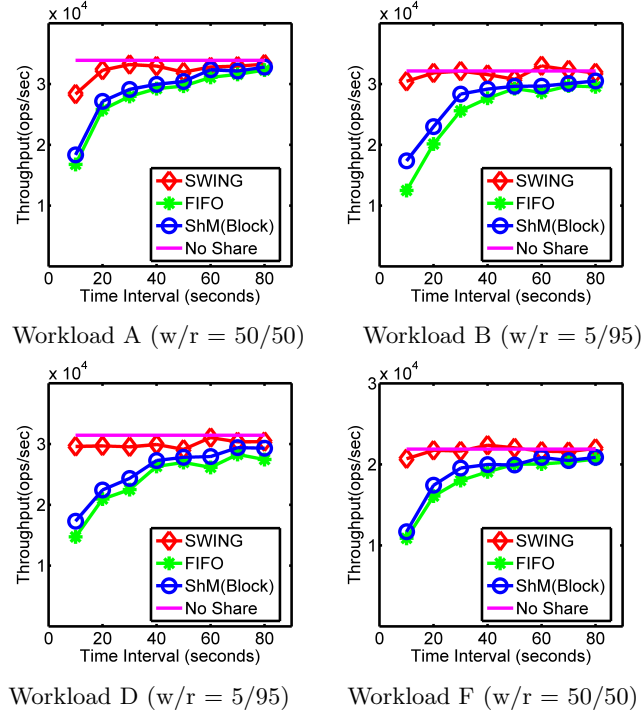 x 10^4
x 10^4
Throughput(ops/sec)
3
2
1
0 20 40 60 80
Time Interval (seconds)
SWING
FIFO
ShM(Block)
No Share
Throughput(ops/sec)
3
2
1
0 20 40 60 80
Time Interval (seconds)
SWING
FIFO
ShM(Block)
No Share
Workload A (w/r = 50/50)
Workload B (w/r = 5/95)
x 10^4
Throughput(ops/sec)
3
2
1
0 20 40 60 80
Time Interval (seconds)
SWING
FIFO
ShM(Block)
No Share
x 10^4
Throughput(ops/sec)
3
2
1
0 20 40 60 80
Time Interval (seconds)
SWING
FIFO
ShM(Block)
No Share
Workload D (w/r = 5/95)
Workload F (w/r = 50/50)